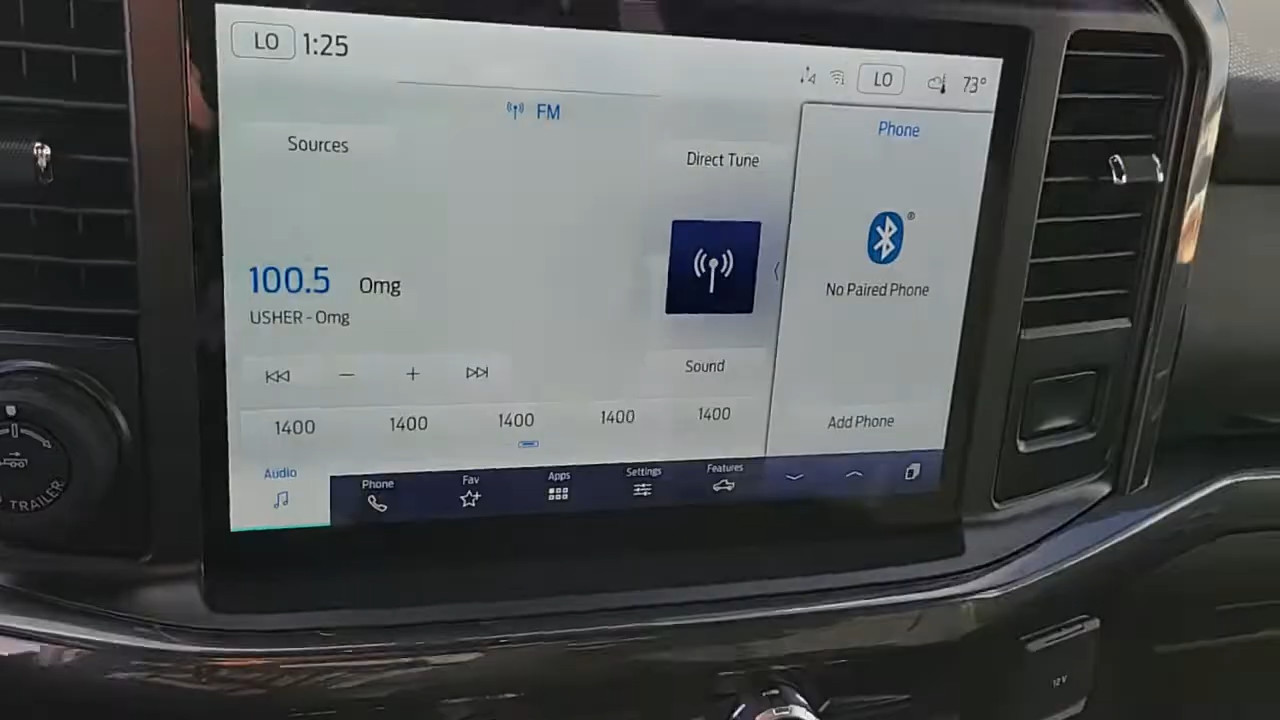 LO 1:25
LO 73°
FM
Phone
Sources
Direct Tune
100.5 Omg
USHER - Omg
No Paired Phone
Sound
1400 1400 1400 1400 1400
Add Phone
Audio Phone Fav Apps Settings Features
TRAILER
12V